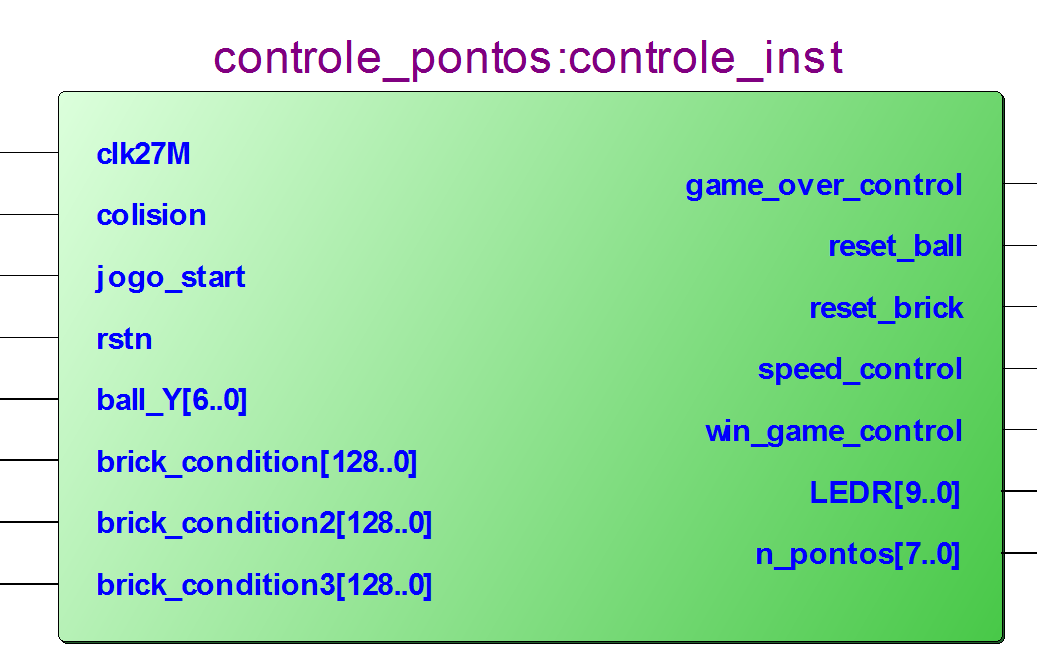 controle_pontos:controle_inst
clk27M
colision
jogo_start
rstn
ball_Y[6..0]
brick_condition[128..0]
brick_condition2[128..0]
brick_condition3[128..0]
game_over_control
reset_ball
reset_brick
speed_control
win_game_control
LEDR[9..0]
n_pontos[7..0]